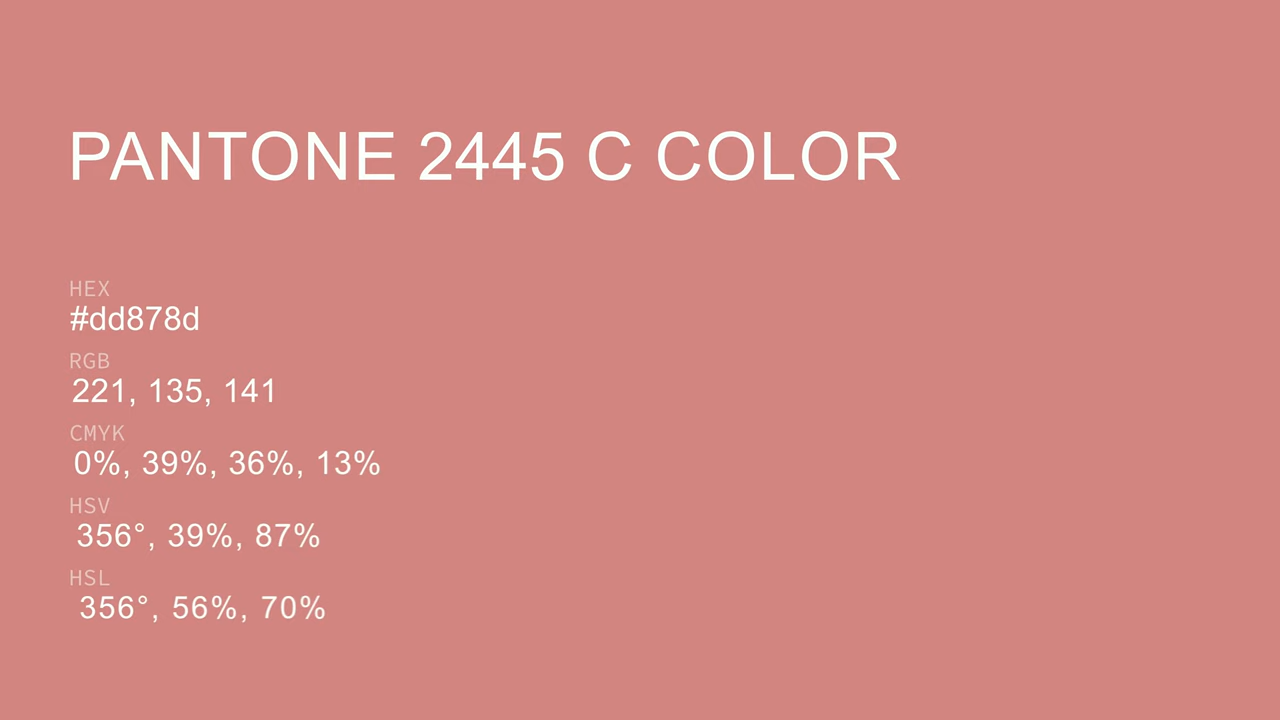 PANTONE 2445 C COLOR
HEX
#dd878d
RGB
221, 135, 141
CMYK
0%, 39%, 36%, 13%
HSV
356°, 39%, 87%
HSL
356°, 56%, 70%